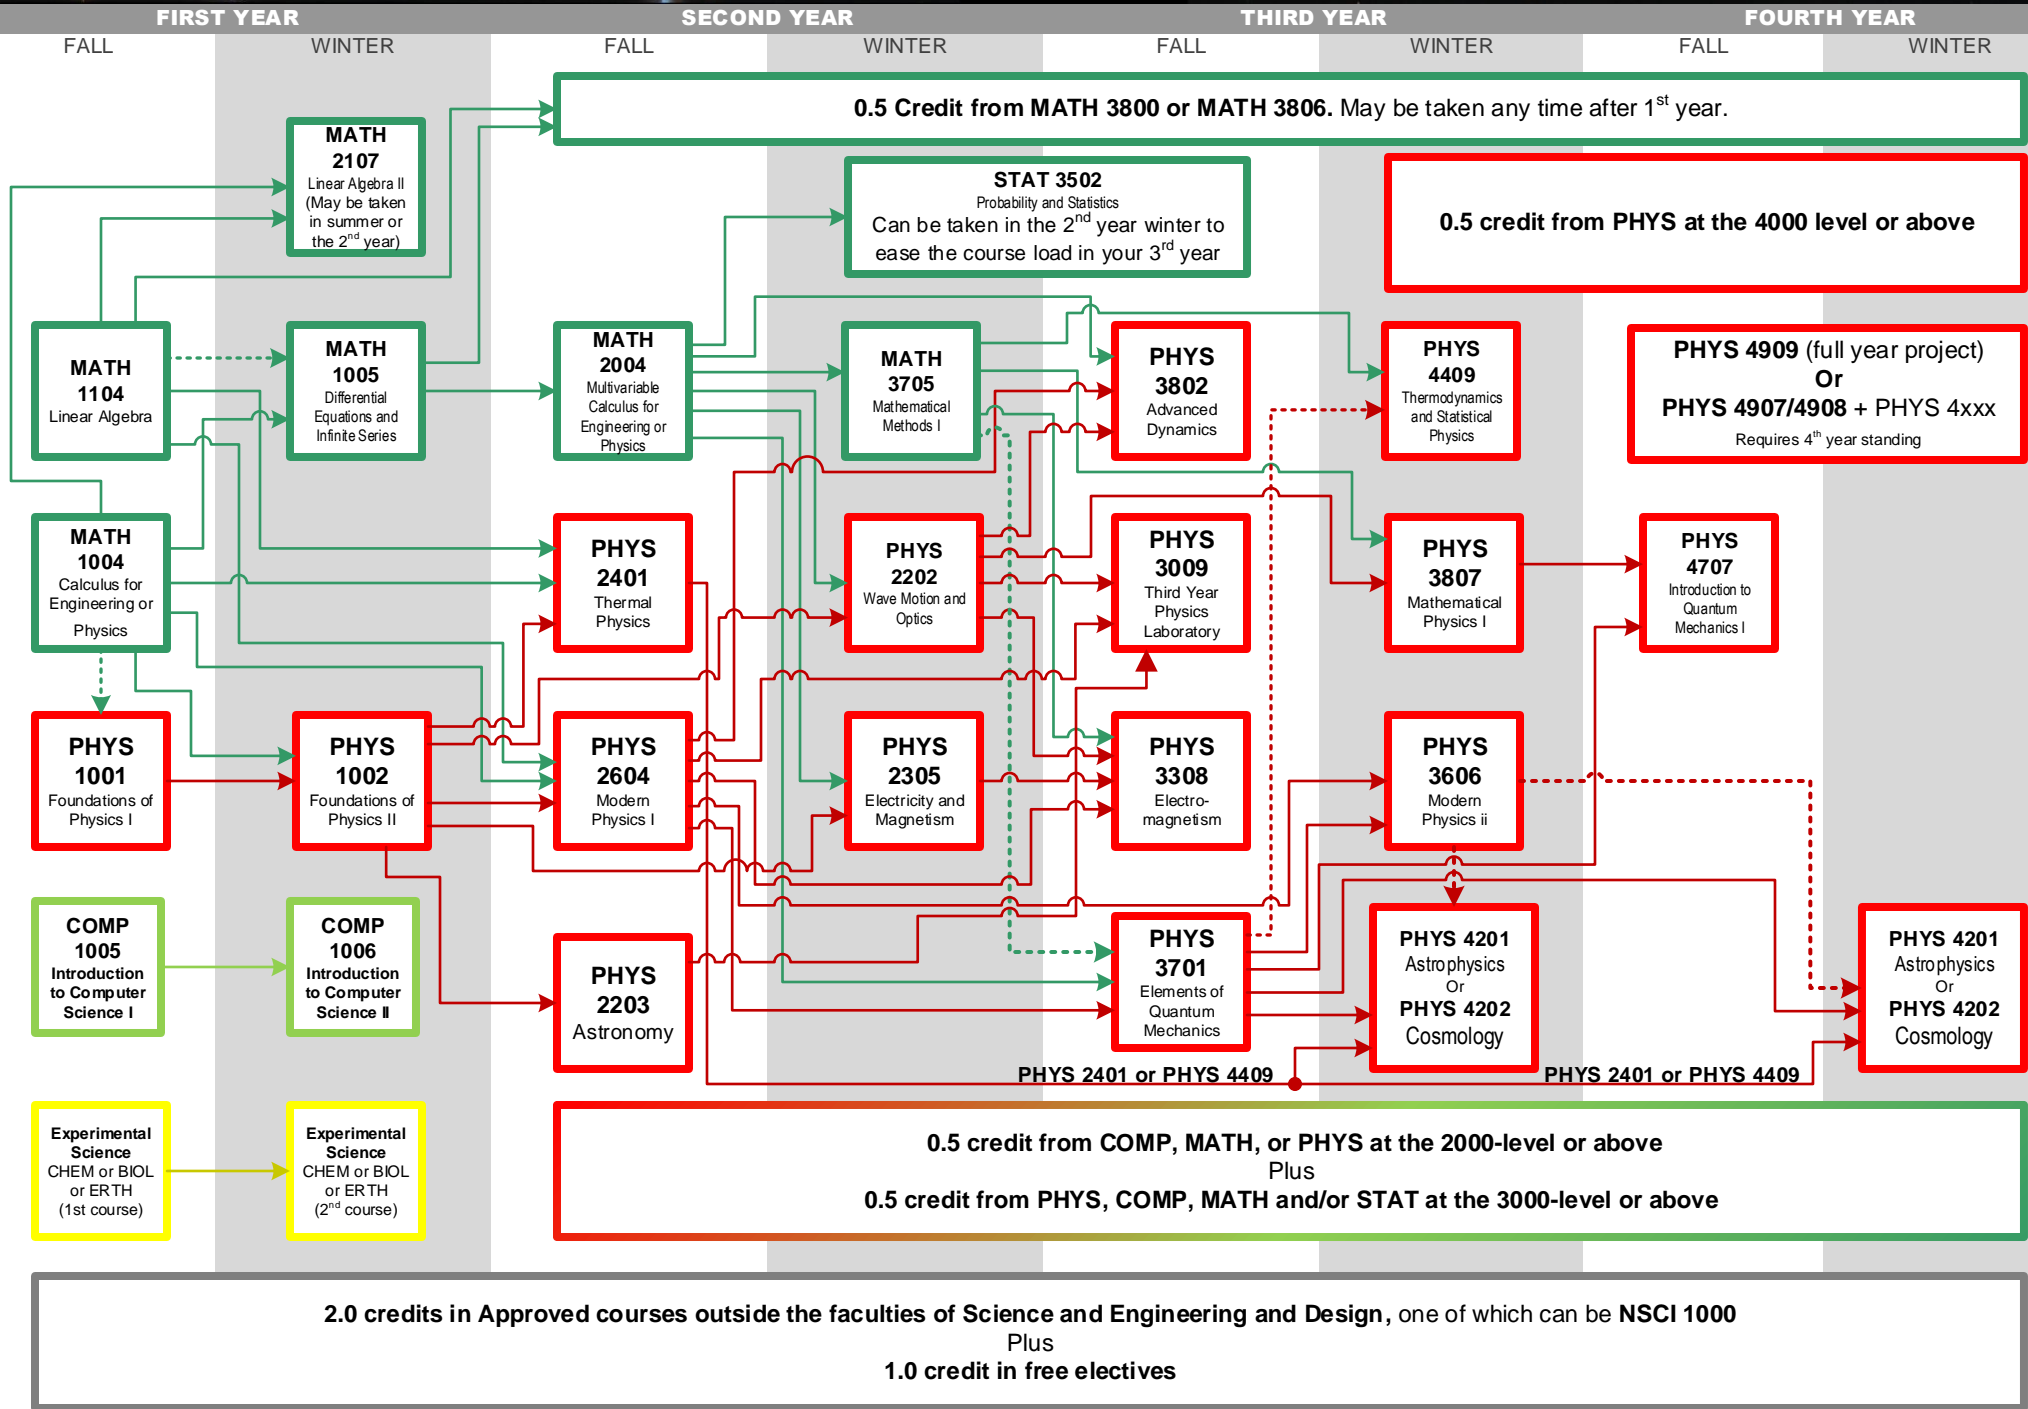 FIRST YEAR SECOND YEAR THIRD YEAR FOURTH YEAR
FALL WINTER FALL WINTER FALL WINTER FALL WINTER
0.5 Credit from MATH 3800 or MATH 3806. May be taken any time after 1st year.
MATH
2107
Linear Algebra II
(May be taken
in summer or
the 2nd year)
STAT 3502
Probability and Statistics
Can be taken in the 2nd year winter to
ease the course load in your 3rd year
0.5 credit from PHYS at the 4000 level or above
MATH
1104
Linear Algebra
MATH
1005
Differential
Equations and
Infinite Series
MATH
2004
Multivariable
Calculus for
Engineering or
Physics
MATH
3705
Mathematical
Methods I
PHYS
3802
Advanced
Dynamics
PHYS
4409
Thermodynamics
and Statistical
Physics
PHYS 4909 (full year project)
Or
PHYS 4907/4908 + PHYS 4xxx
Requires 4th year standing
MATH
1004
Calculus for
Engineering or
Physics
PHYS
2401
Thermal
Physics
PHYS
2202
Wave Motion and
Optics
PHYS
3009
Third Year
Physics
Laboratory
PHYS
3807
Mathematical
Physics I
PHYS
4707
Introduction to
Quantum
Mechanics I
PHYS
1001
Foundations of
Physics I
PHYS
1002
Foundations of
Physics II
PHYS
2604
Modern
Physics I
PHYS
2305
Electricity and
Magnetism
PHYS
3308
Electro-
magnetism
PHYS
3606
Modern
Physics ii
COMP
1005
Introduction
to Computer
Science I
COMP
1006
Introduction
to Computer
Science II
PHYS
2203
Astronomy
PHYS
3701
Elements of
Quantum
Mechanics
PHYS 4201
Astrophysics
Or
PHYS 4202
Cosmology
PHYS 4201
Astrophysics
Or
PHYS 4202
Cosmology
PHYS 2401 or PHYS 4409
PHYS 2401 or PHYS 4409
Experimental
Science
CHEM or BIOL
or ERTH
(1st course)
Experimental
Science
CHEM or BIOL
or ERTH
(2nd course)
0.5 credit from COMP, MATH, or PHYS at the 2000-level or above
Plus
0.5 credit from PHYS, COMP, MATH and/or STAT at the 3000-level or above
2.0 credits in Approved courses outside the faculties of Science and Engineering and Design, one of which can be NSCI 1000
Plus
1.0 credit in free electives